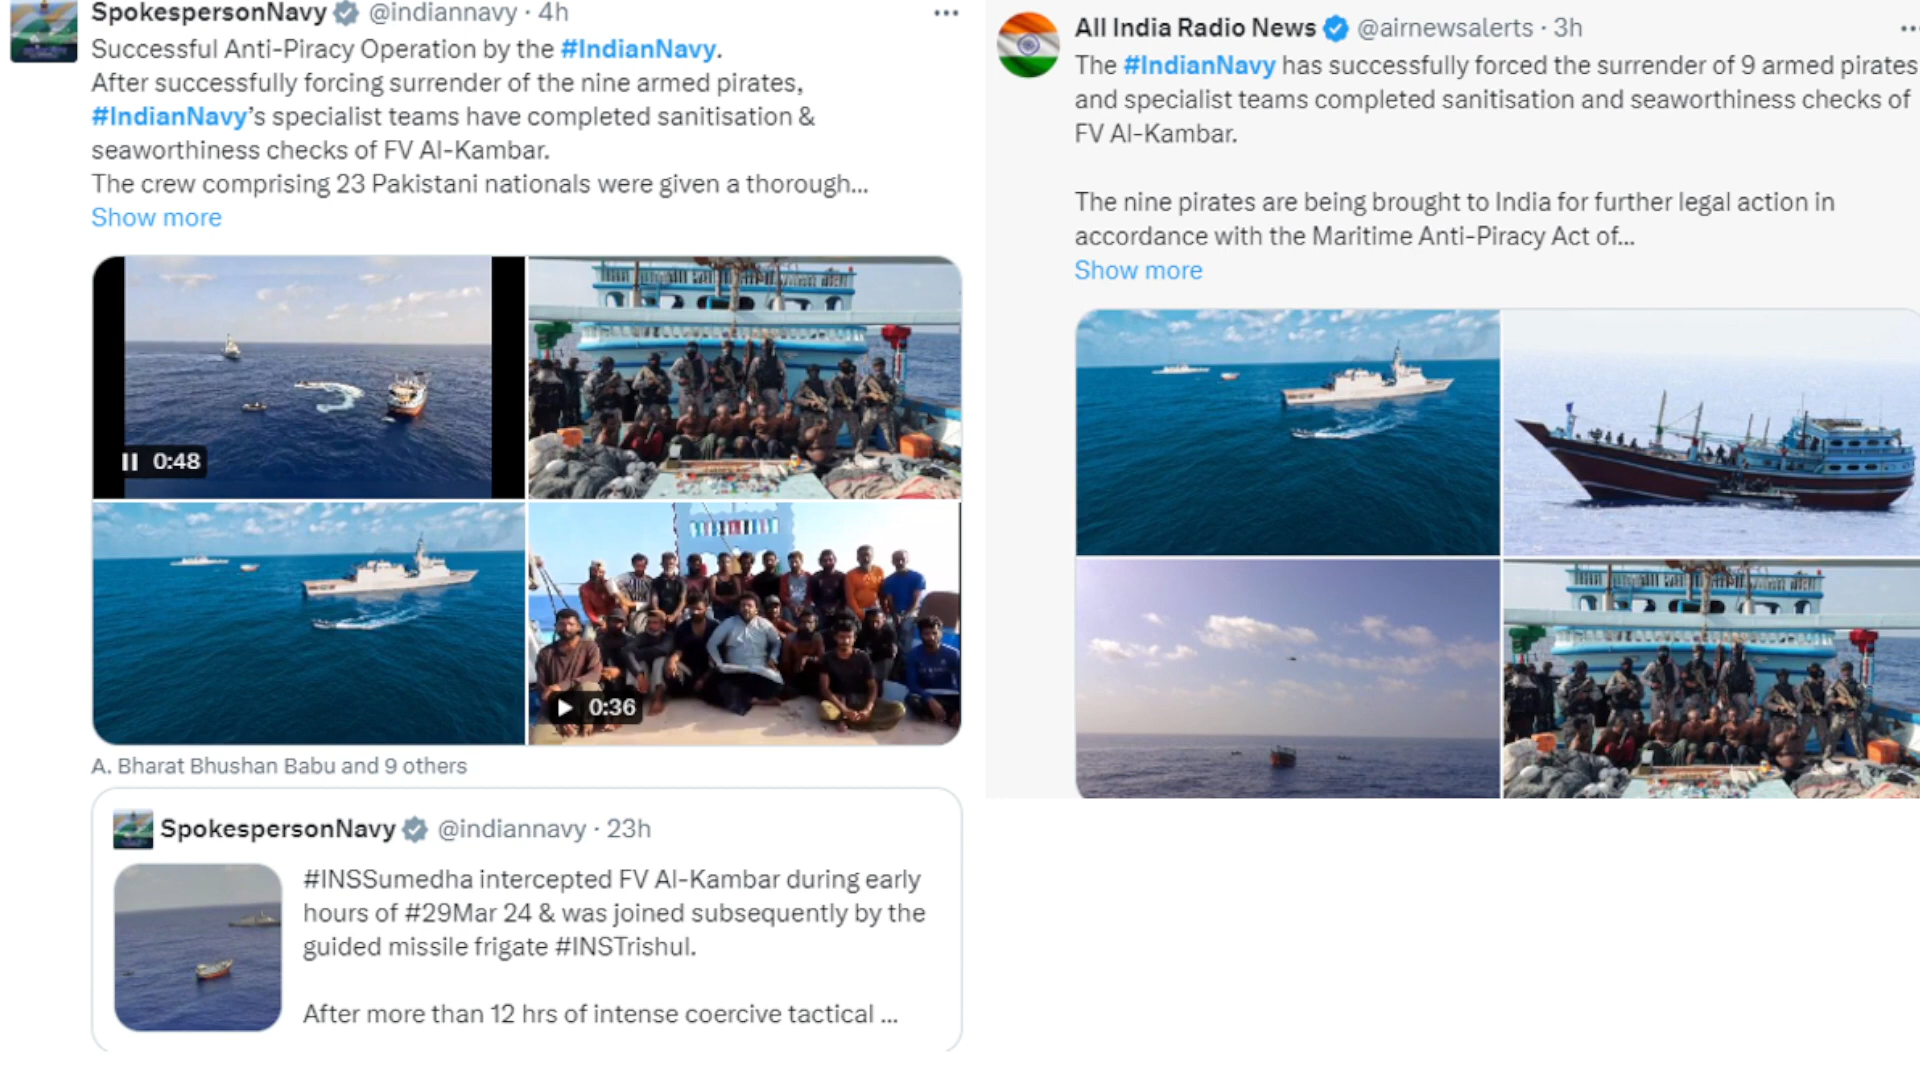 SpokespersonNavy @indiannavy · 4h
Successful Anti-Piracy Operation by the #IndianNavy.
After successfully forcing surrender of the nine armed pirates,
#IndianNavy's specialist teams have completed sanitisation &
seaworthiness checks of FV Al-Kambar.
The crew comprising 23 Pakistani nationals were given a thorough...
Show more
0:48
0:36
A. Bharat Bhushan Babu and 9 others
SpokespersonNavy @indiannavy · 23h
#INSSumedha intercepted FV Al-Kambar during early
hours of #29Mar 24 & was joined subsequently by the
guided missile frigate #INSTrishul.
After more than 12 hrs of intense coercive tactical ...
All India Radio News @airnewsalerts · 3h
The #IndianNavy has successfully forced the surrender of 9 armed pirates
and specialist teams completed sanitisation and seaworthiness checks of
FV Al-Kambar.
The nine pirates are being brought to India for further legal action in
accordance with the Maritime Anti-Piracy Act of...
Show more